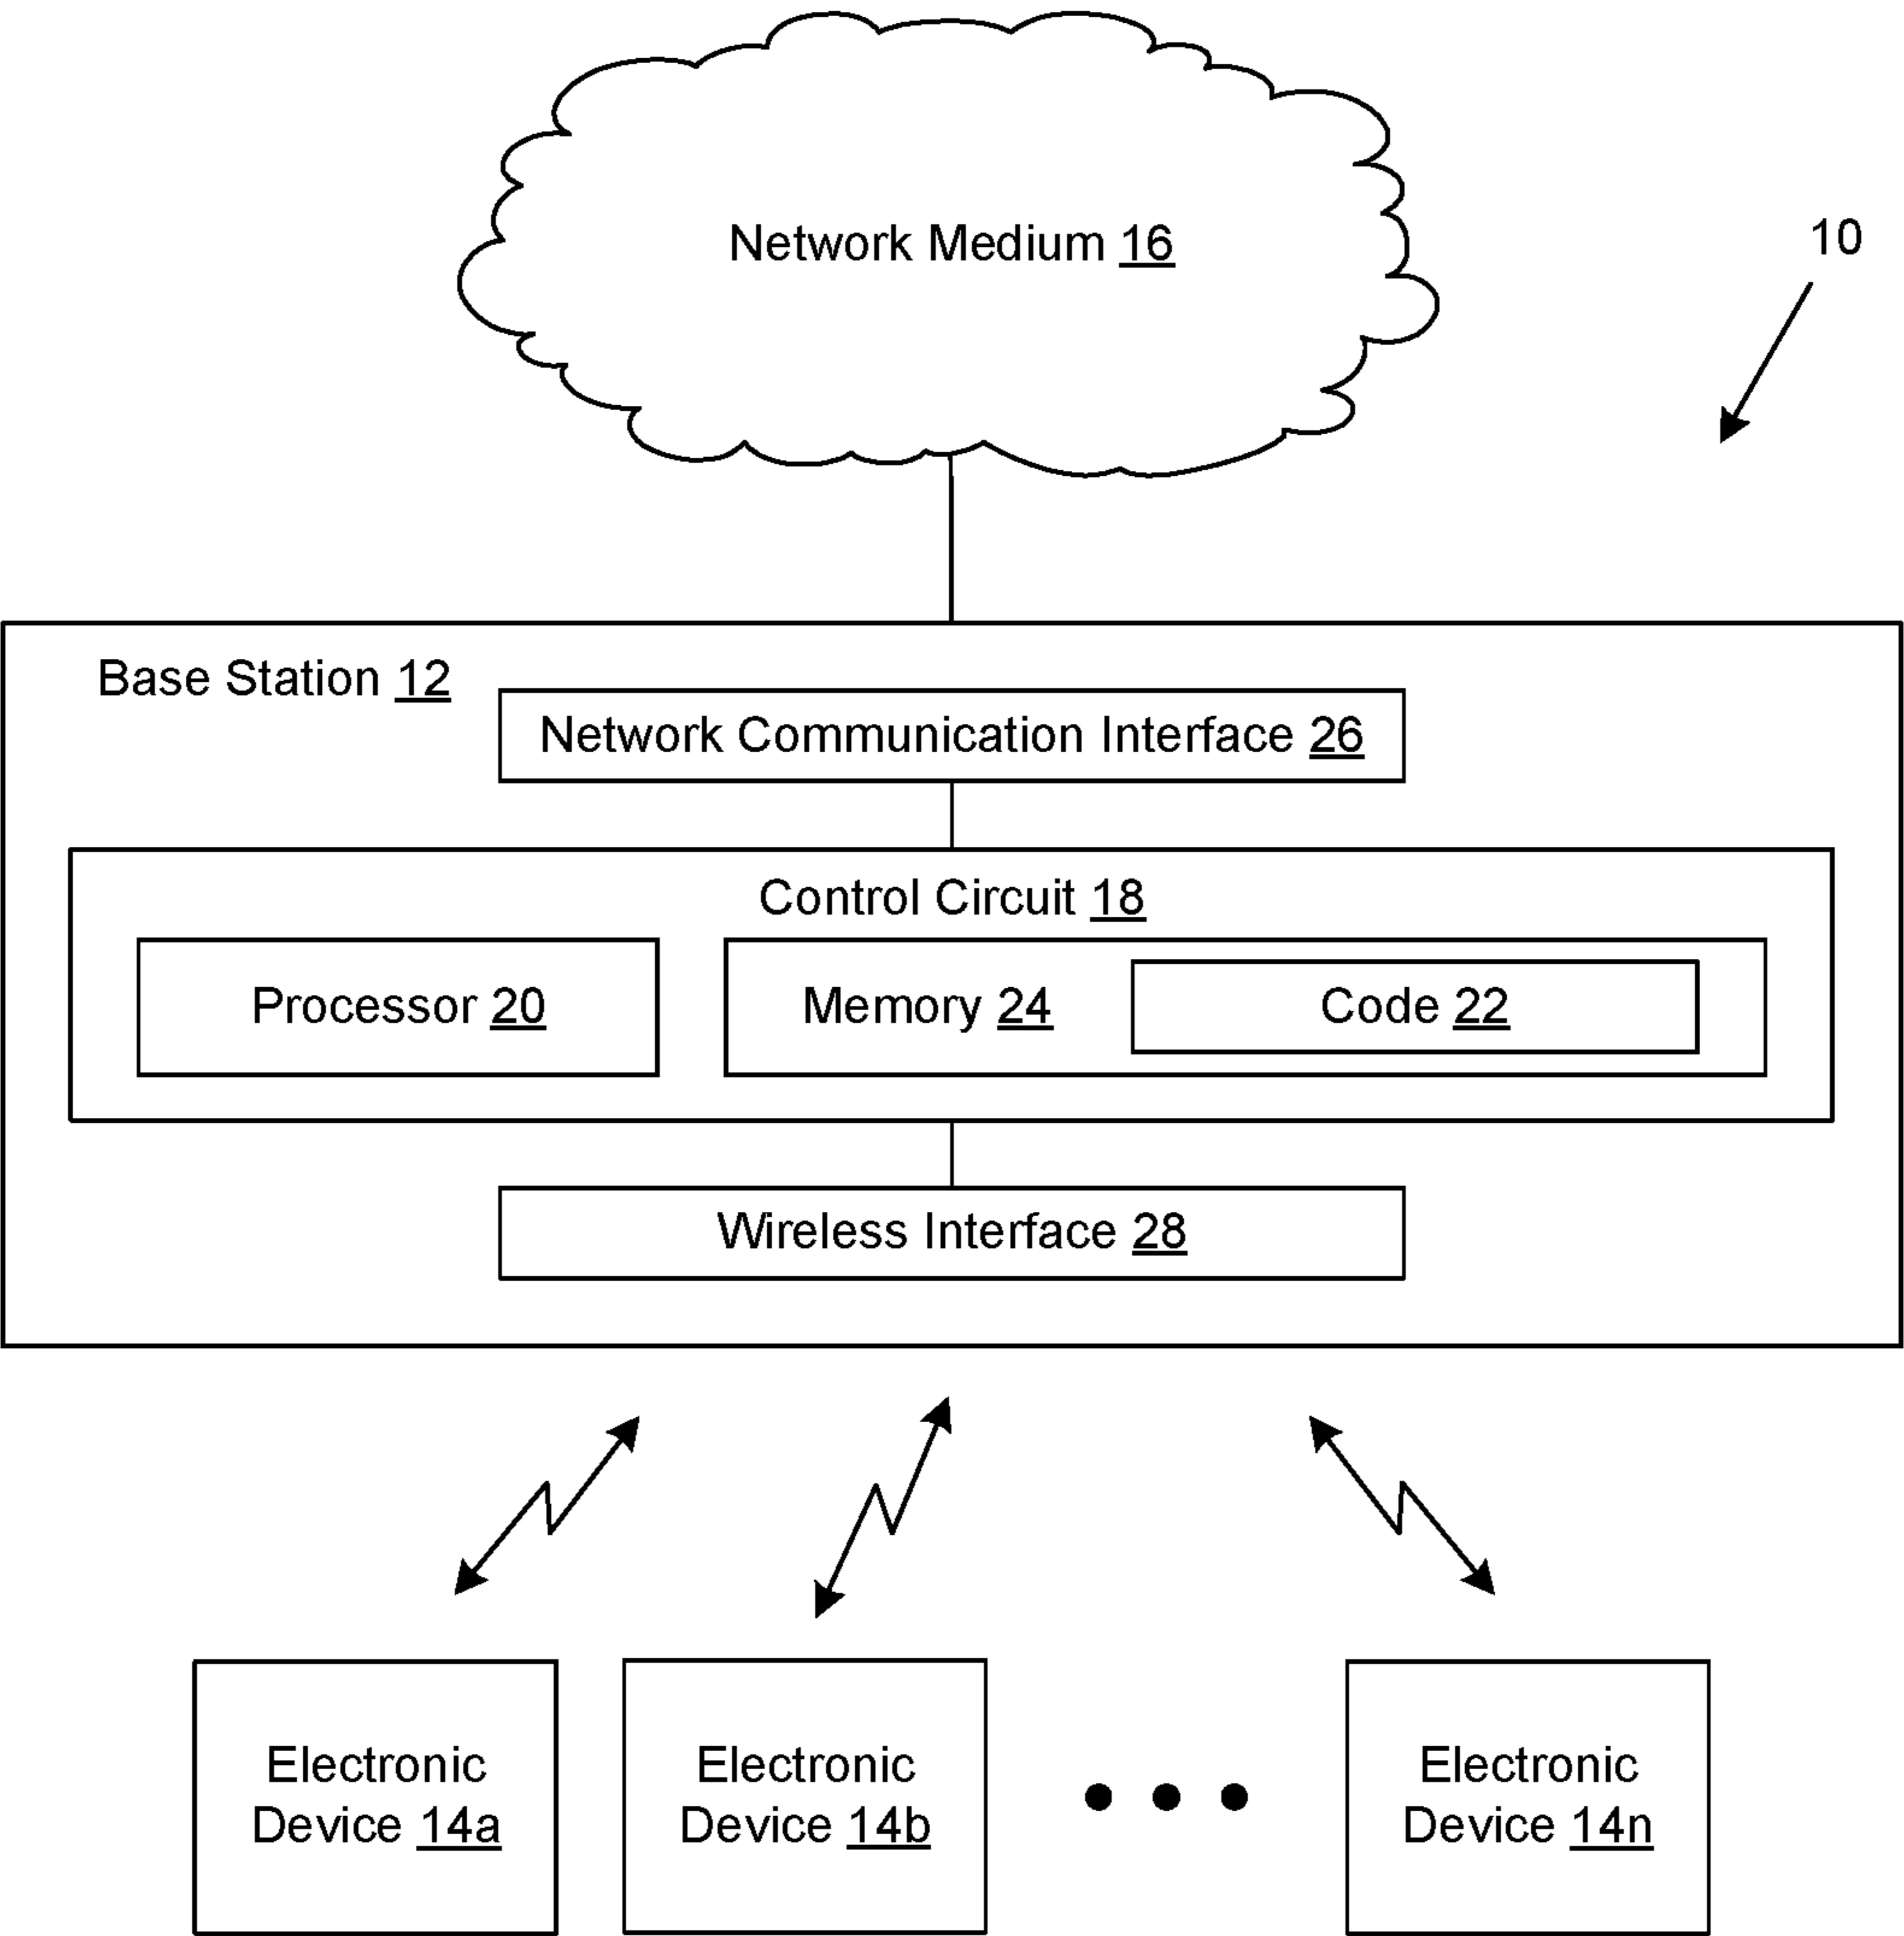 Network Medium 16
10
Base Station 12
Network Communication Interface 26
Control Circuit 18
Processor 20
Memory 24
Code 22
Wireless Interface 28
Electronic
Device 14a
Electronic
Device 14b
Electronic
Device 14n